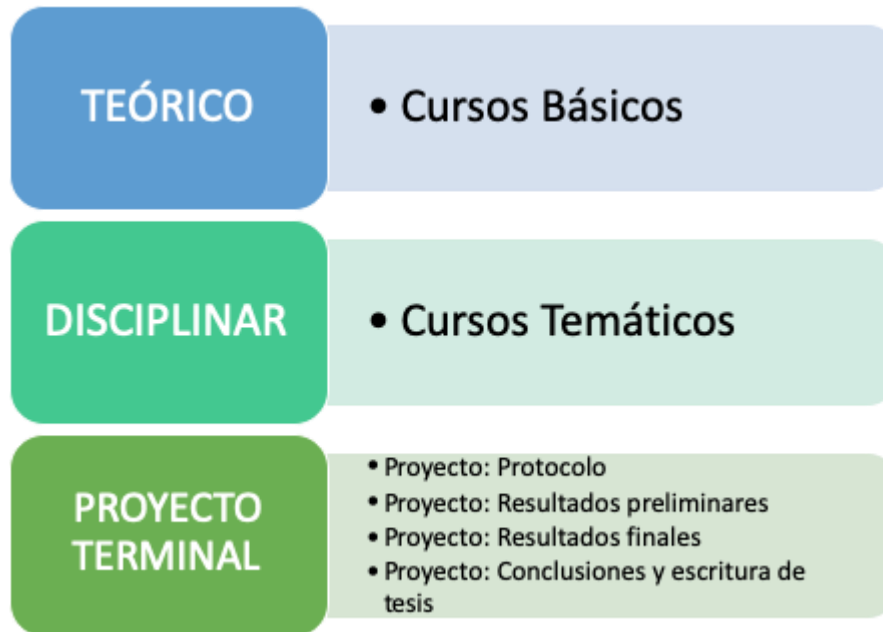 TEÓRICO
• Cursos Básicos
DISCIPLINAR
• Cursos Temáticos
PROYECTO
TERMINAL
• Proyecto: Protocolo
• Proyecto: Resultados preliminares
• Proyecto: Resultados finales
• Proyecto: Conclusiones y escritura de
tesis